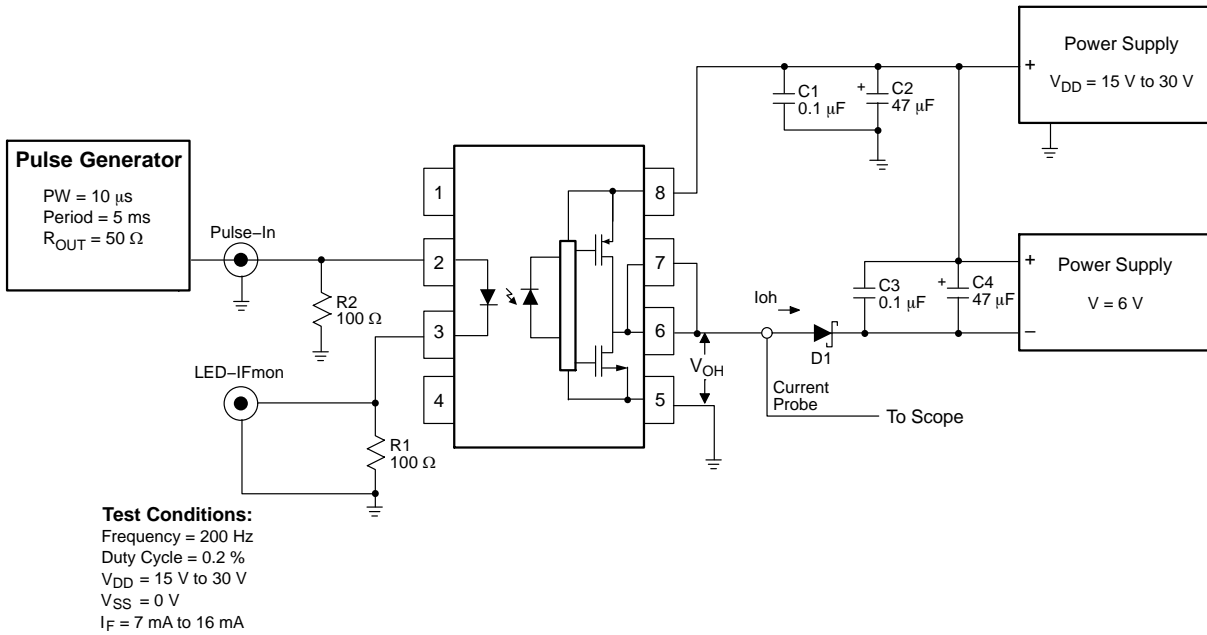 Power Supply
VDD = 15 V to 30 V
+
C1
0.1 μF
+
C2
47 μF
Pulse Generator
PW = 10 μs
Period = 5 ms
ROUT = 50 Ω
Pulse−In
R2
100 Ω
LED−IFmon
R1
100 Ω
1
2
3
4
8
7
6
5
VOH
Ioh
D1
Current
Probe
To Scope
C3
0.1 μF
+
C4
47 μF
+
−
Power Supply
V = 6 V
Test Conditions:
Frequency = 200 Hz
Duty Cycle = 0.2 %
VDD = 15 V to 30 V
VSS = 0 V
IF = 7 mA to 16 mA